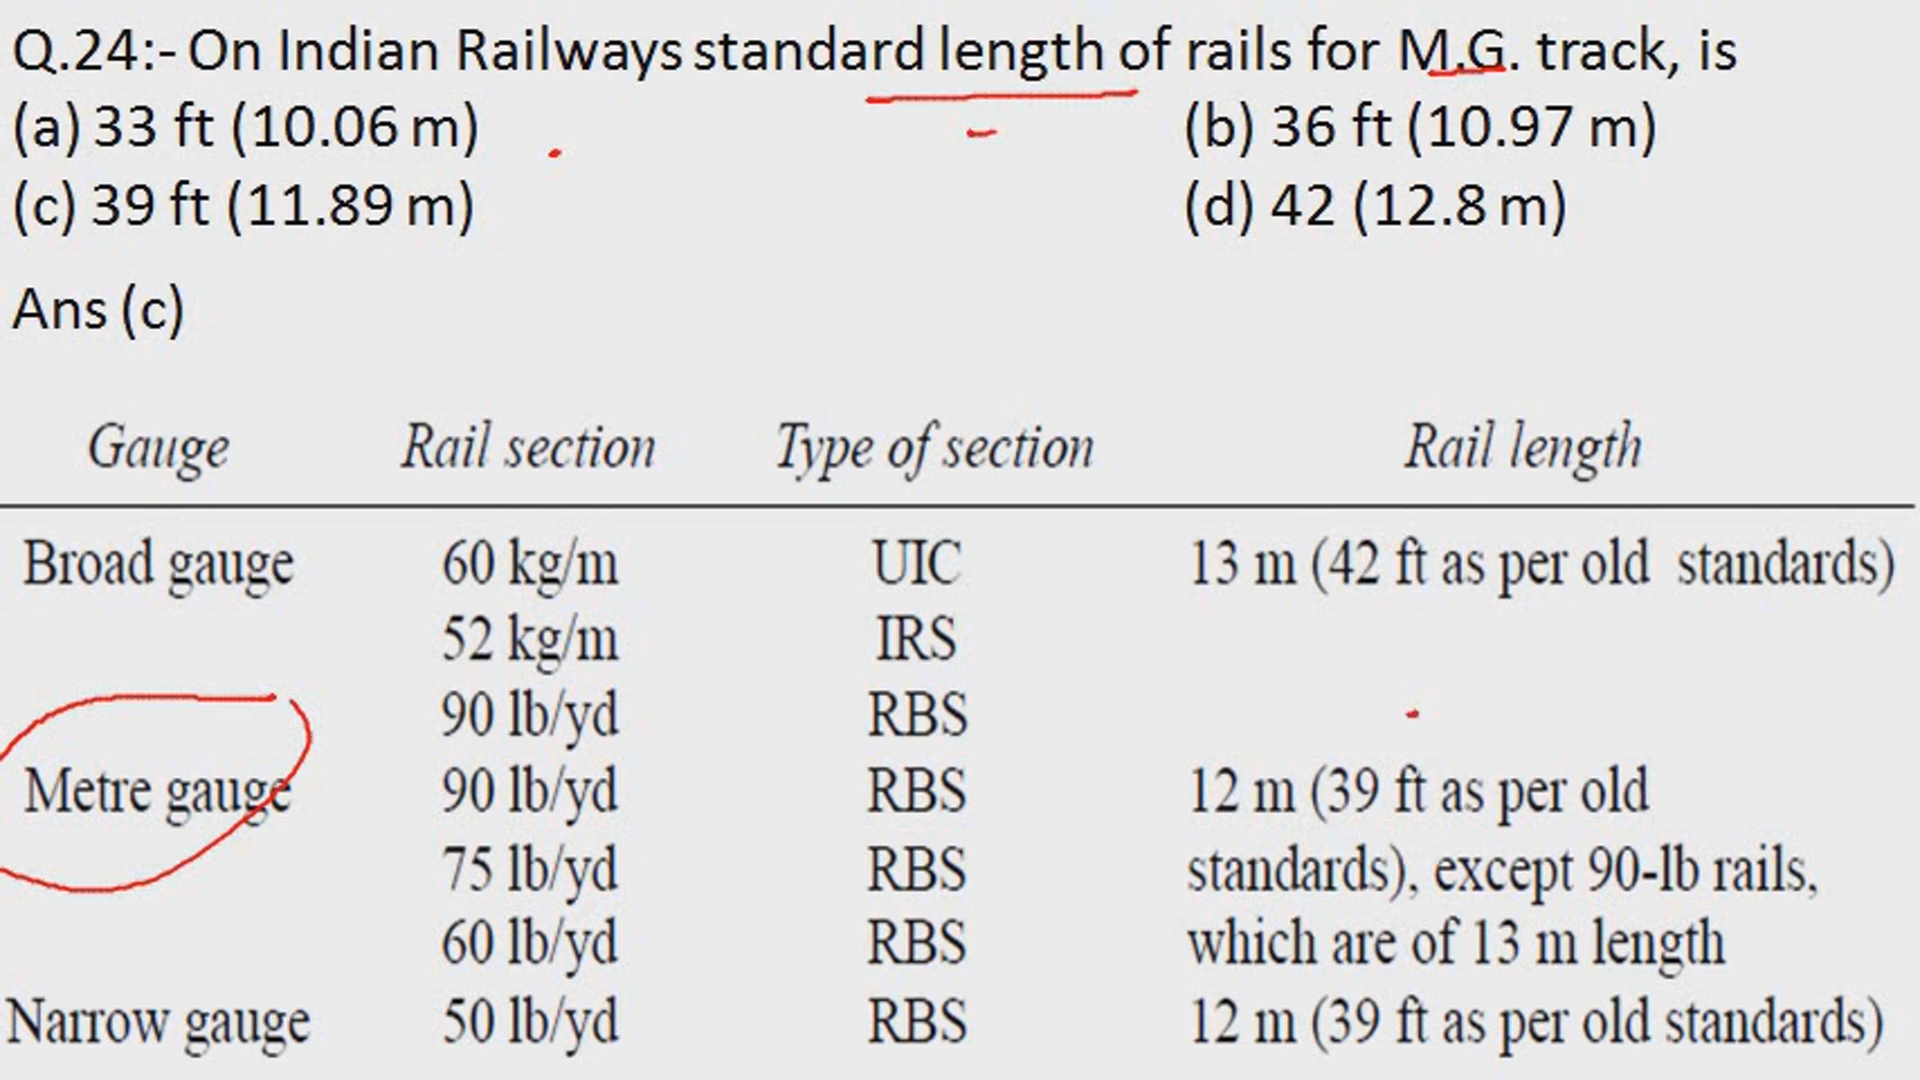 Q.24:- On Indian Railways standard length of rails for M.G. track, is
(a) 33 ft (10.06 m) (b) 36 ft (10.97 m)
(c) 39 ft (11.89 m) (d) 42 (12.8 m)
Ans (c)
Gauge Rail section Type of section Rail length
Broad gauge 60 kg/m UIC 13 m (42 ft as per old standards)
52 kg/m IRS
90 lb/yd RBS
Metre gauge 90 lb/yd RBS 12 m (39 ft as per old
75 lb/yd RBS standards), except 90-lb rails,
60 lb/yd RBS which are of 13 m length
Narrow gauge 50 lb/yd RBS 12 m (39 ft as per old standards)